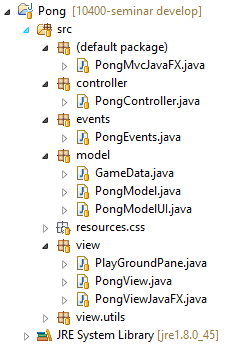 Pong [10400-seminar develop]
src
(default package)
PongMvcJavaFX.java
controller
PongController.java
events
PongEvents.java
model
GameData.java
PongModel.java
PongModelUI.java
resources.css
view
PlayGroundPane.java
PongView.java
PongViewJavaFX.java
view.utils
JRE System Library [jre1.8.0_45]